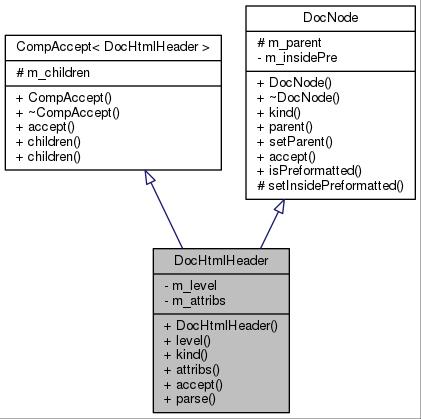 CompAccept< DocHtmlHeader >
# m_children
+ CompAccept()
+ ~CompAccept()
+ accept()
+ children()
+ children()
DocNode
# m_parent
- m_insidePre
+ DocNode()
+ ~DocNode()
+ kind()
+ parent()
+ setParent()
+ accept()
+ isPreformatted()
# setInsidePreformatted()
DocHtmlHeader
- m_level
- m_attribs
+ DocHtmlHeader()
+ level()
+ kind()
+ attribs()
+ accept()
+ parse()